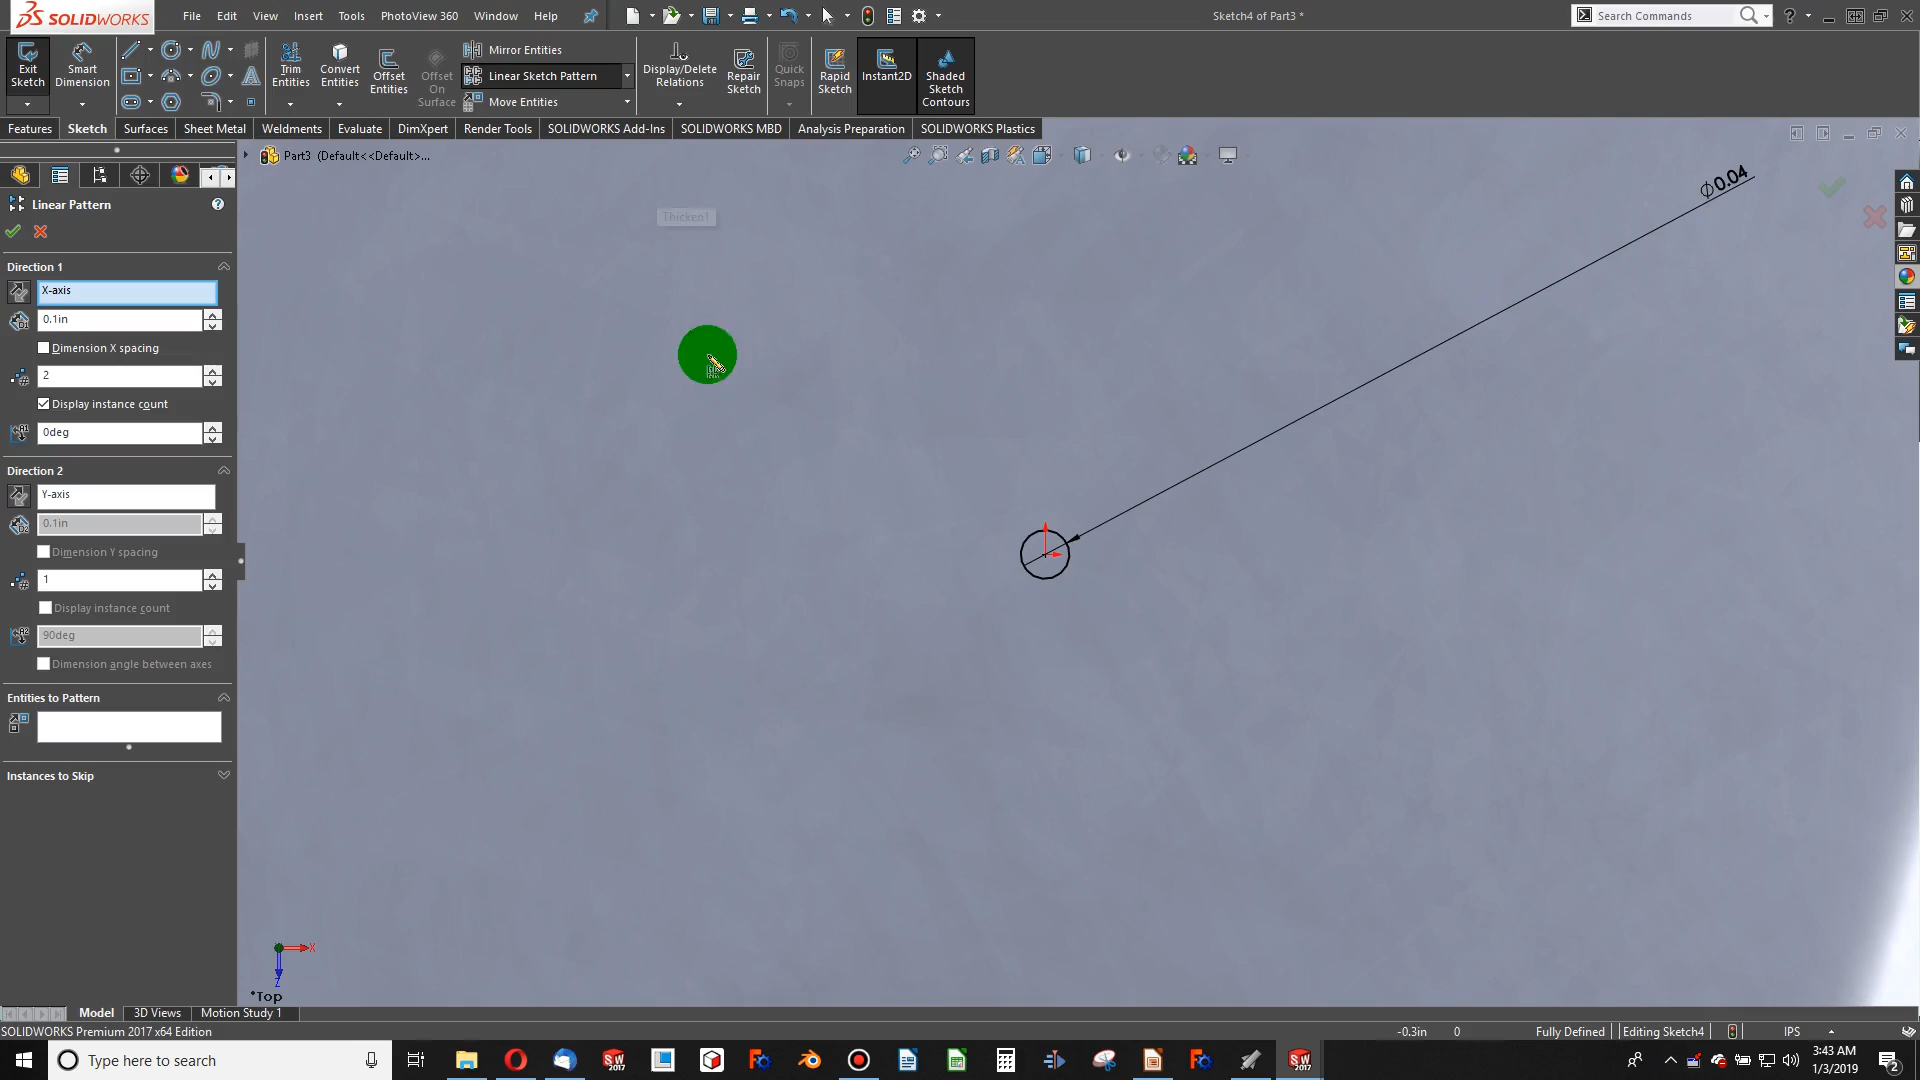 SOLIDWORKS
File Edit View Insert Tools PhotoView 360 Window Help
Sketch4 of Part3 *
Search Commands
Exit Sketch
Smart Dimension
Trim Entities
Convert Entities
Offset Entities
Offset On Surface
Mirror Entities
Linear Sketch Pattern
Move Entities
Display/Delete Relations
Repair Sketch
Quick Snaps
Rapid Sketch
Instant2D
Shaded Sketch Contours
Features Sketch Surfaces Sheet Metal Weldments Evaluate DimXpert Render Tools SOLIDWORKS Add-Ins SOLIDWORKS MBD Analysis Preparation SOLIDWORKS Plastics
Part3 (Default<<Default>...
Linear Pattern
Thicken1
Φ0.04
Direction 1
X-axis
0.1in
Dimension X spacing
2
Display instance count
0deg
Direction 2
Y-axis
0.1in
Dimension Y spacing
1
Display instance count
90deg
Dimension angle between axes
Entities to Pattern
Instances to Skip
X
Z
*Top
Model 3D Views Motion Study 1
SOLIDWORKS Premium 2017 x64 Edition
-0.3in 0 Fully Defined Editing Sketch4 IPS
Type here to search
3:43 AM
1/3/2019